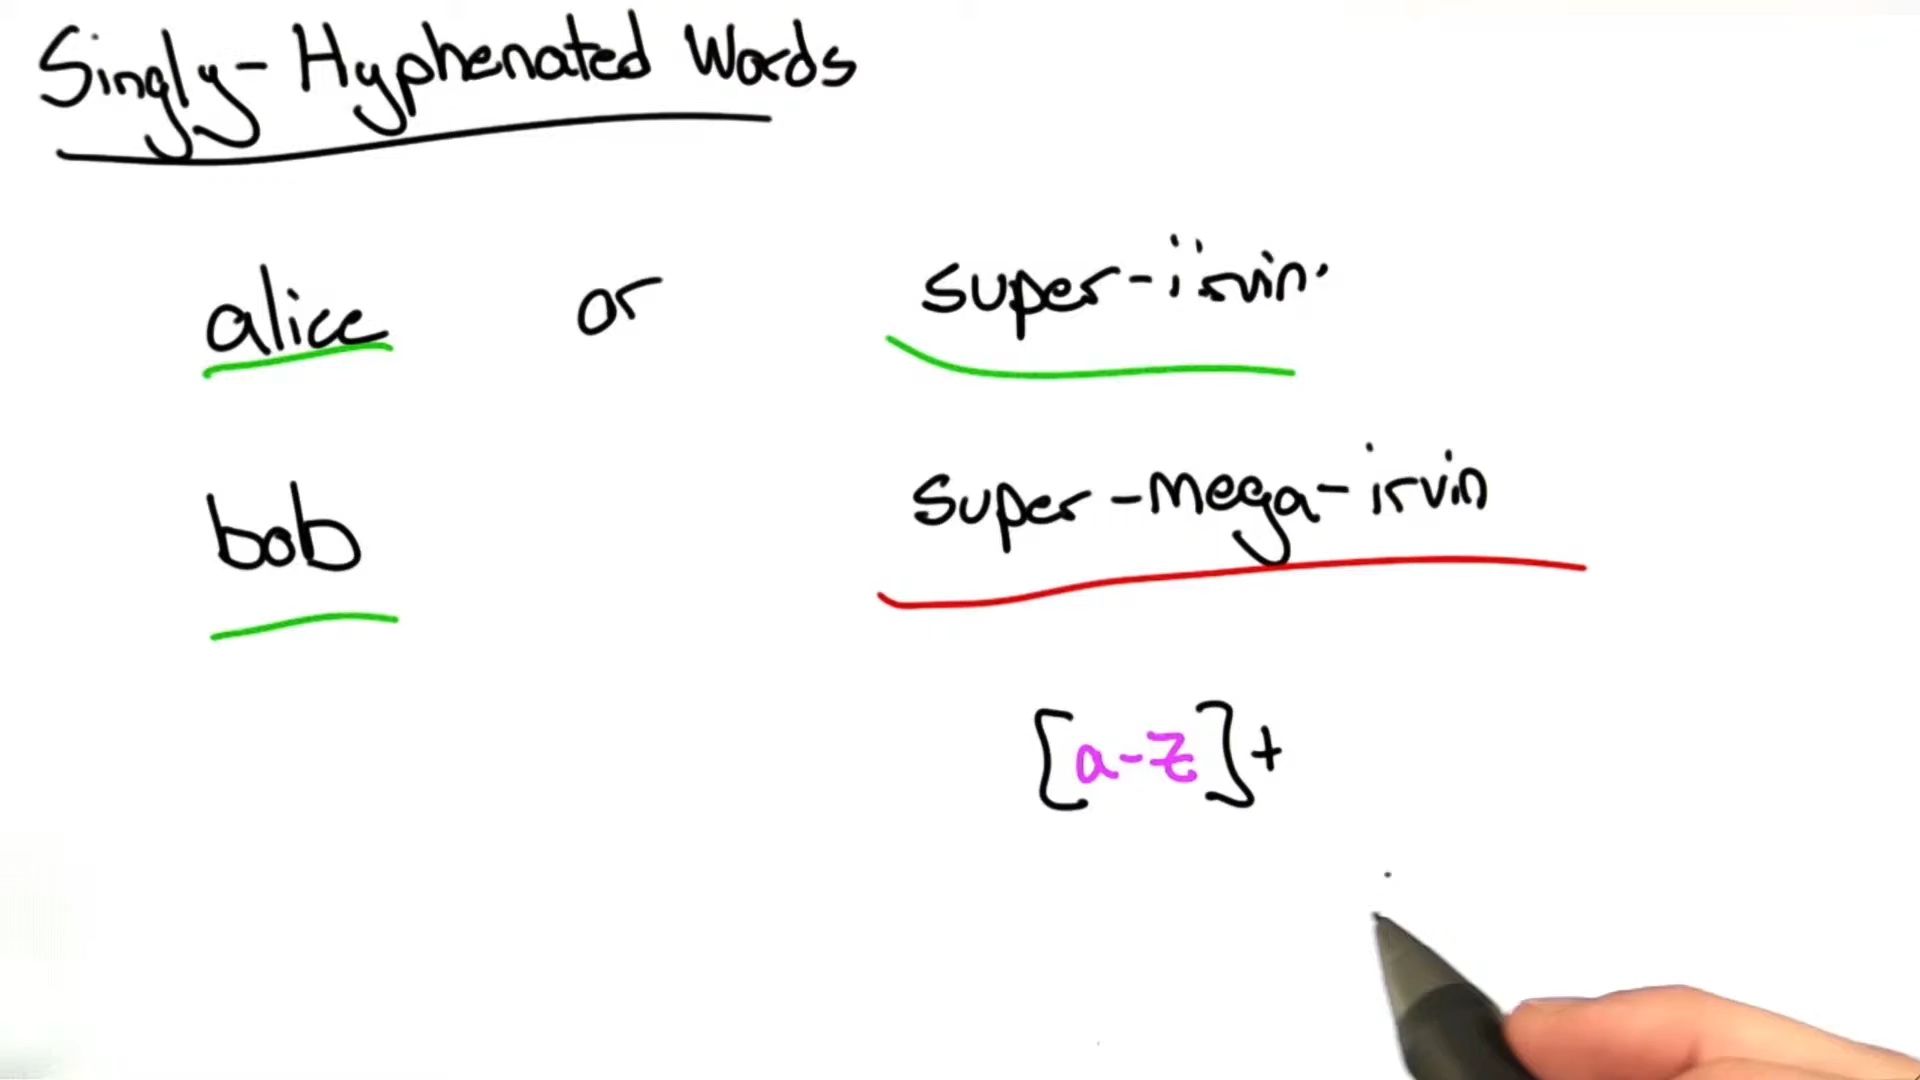 Singly-Hyphenated Words
alice or super-irvin.
bob super-mega-irvin
[a-z]+